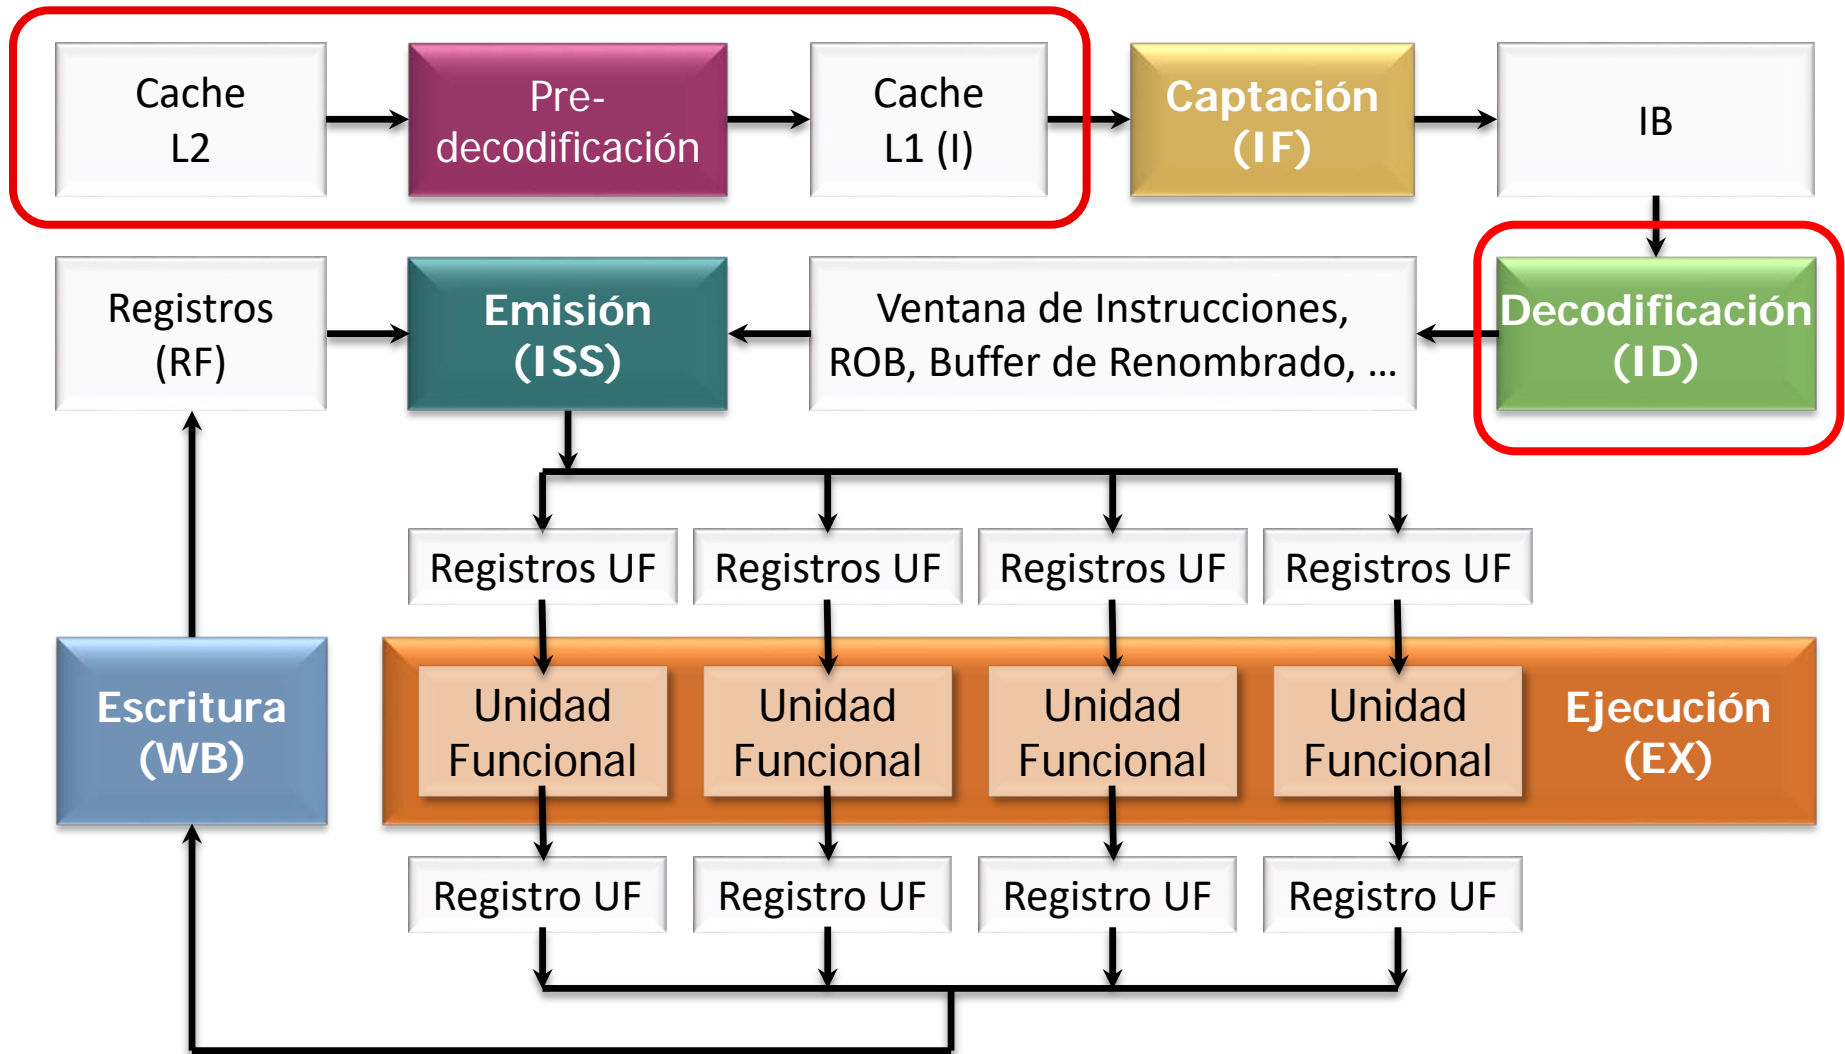 Cache
L2
Pre-
decodificación
Cache
L1 (I)
Captación
(IF)
IB
Registros
(RF)
Emisión
(ISS)
Ventana de Instrucciones,
ROB, Buffer de Renombrado, ...
Decodificación
(ID)
Registros UF
Registros UF
Registros UF
Registros UF
Escritura
(WB)
Unidad
Funcional
Unidad
Funcional
Unidad
Funcional
Unidad
Funcional
Ejecución
(EX)
Registro UF
Registro UF
Registro UF
Registro UF